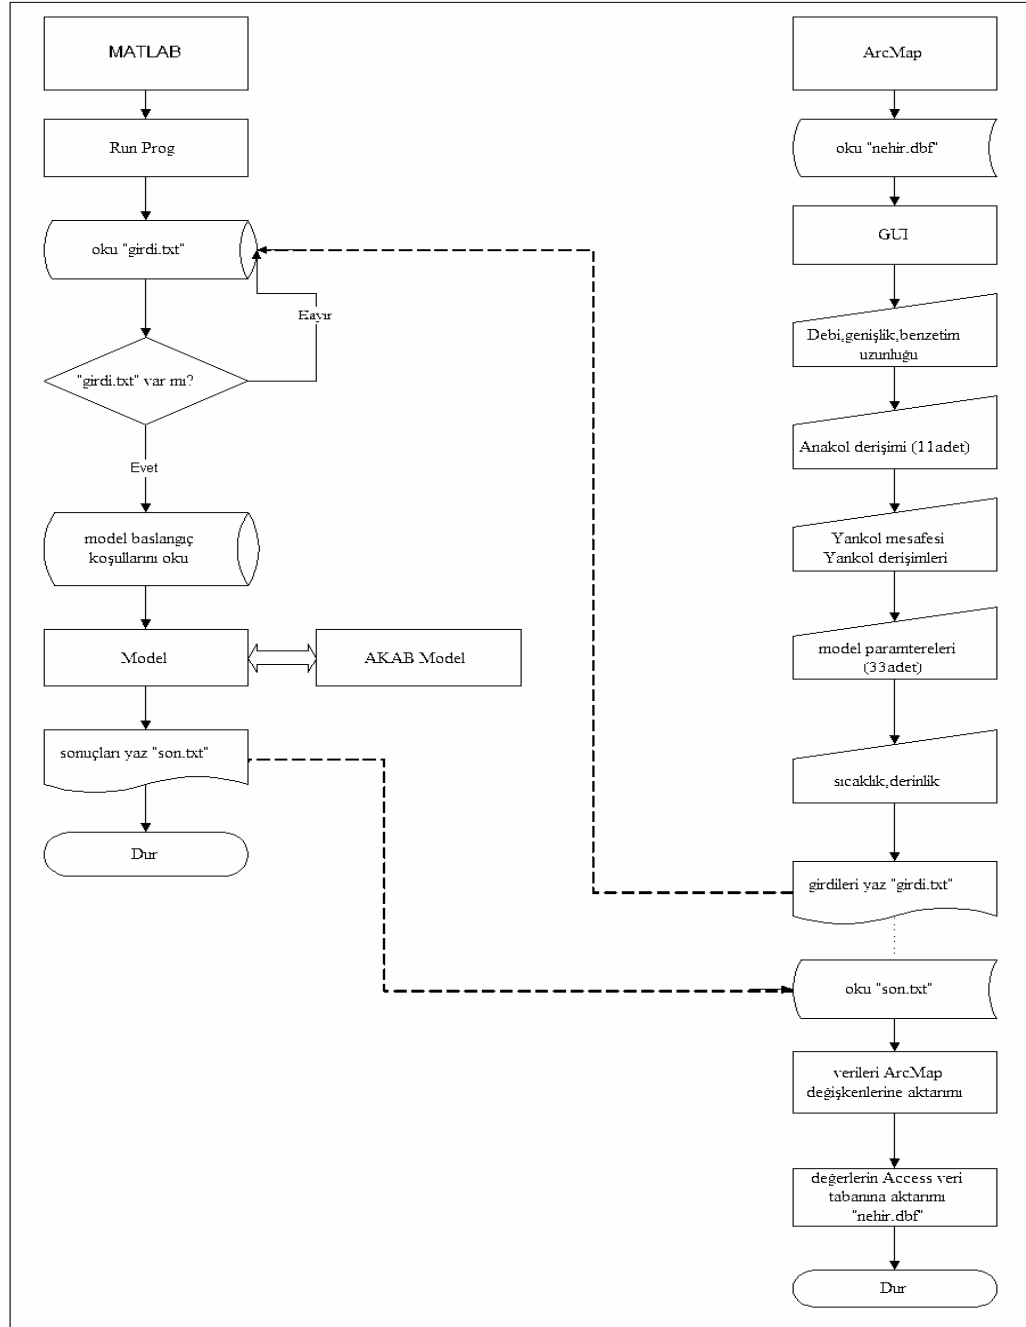 MATLAB
Run Prog
oku "girdi.txt"
Hayır
"girdi.txt" var mı?
Evet
model baslangıç
koşullarını oku
Model
AKAB Model
sonuçları yaz "son.txt"
Dur
ArcMap
oku "nehir.dbf"
GUI
Debi,genişlik,benzetim
uzunluğu
Anakol derişimi (11adet)
Yankol mesafesi
Yankol derişimleri
model paramtereleri
(33adet)
sıcaklık,derinlik
girdileri yaz "girdi.txt"
oku "son.txt"
verileri ArcMap
değişkenlerine aktarımı
değerlerin Access veri
tabanına aktarımı
"nehir.dbf"
Dur